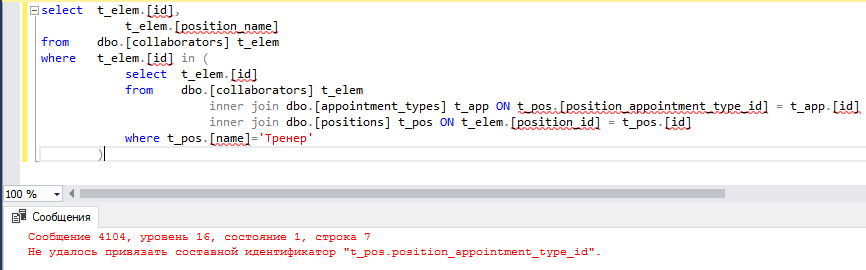 select t_elem.[id],
t_elem.[position_name]
from dbo.[collaborators] t_elem
where t_elem.[id] in (
select t_elem.[id]
from dbo.[collaborators] t_elem
inner join dbo.[appointment_types] t_app ON t_pos.[position_appointment_type_id] = t_app.[id]
inner join dbo.[positions] t_pos ON t_elem.[position_id] = t_pos.[id]
where t_pos.[name]='Тренер'
)
100 %
Сообщения
Сообщение 4104, уровень 16, состояние 1, строка 7
Не удалось привязать составной идентификатор "t_pos.position_appointment_type_id".